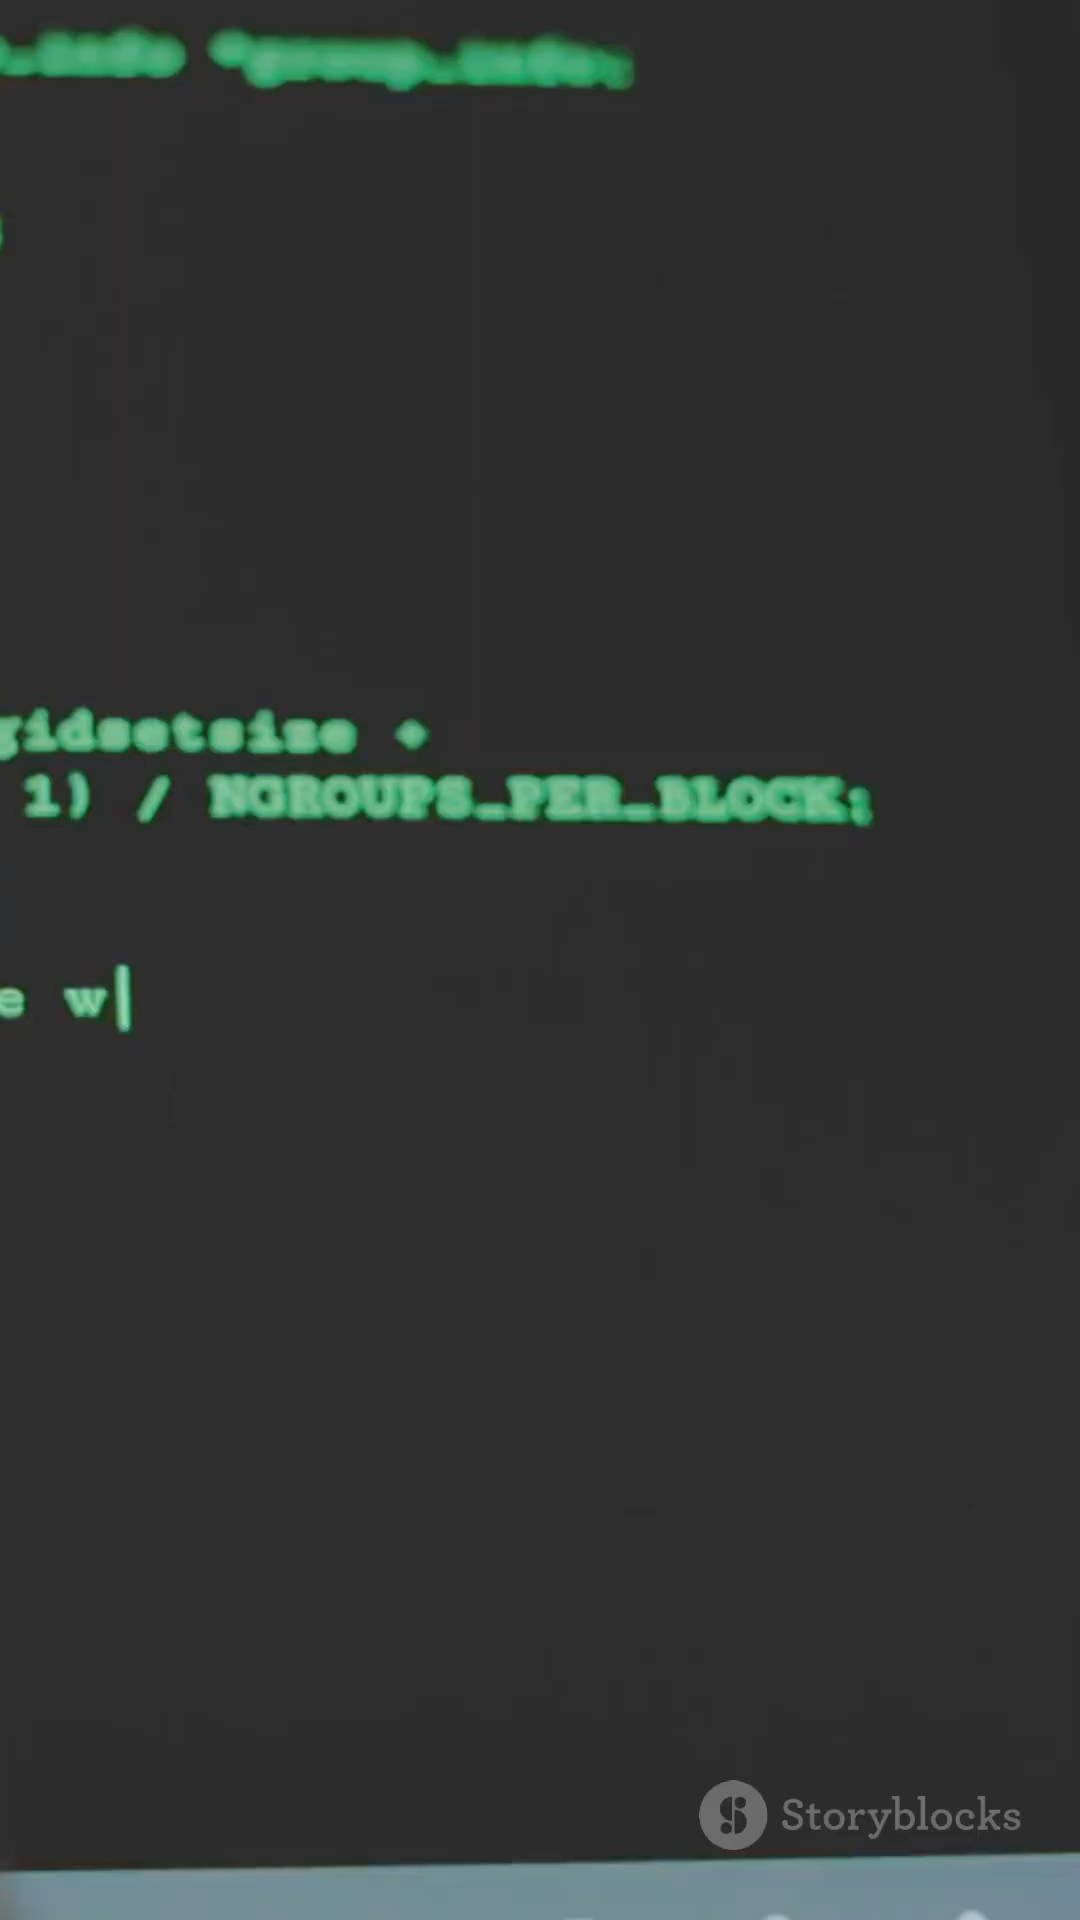 gidsetsize +
1) / NGROUPS_PER_BLOCK;
e w
Storyblocks